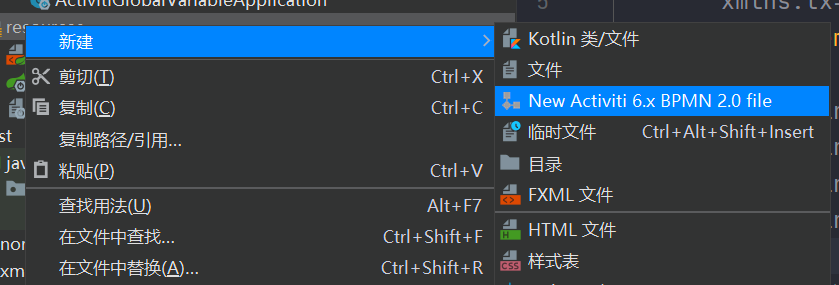 ActivitiGlobalVariableApplication
resources
新建
剪切(T) Ctrl+X
复制(C) Ctrl+C
复制路径/引用...
粘贴(P) Ctrl+V
查找用法(U) Alt+F7
在文件中查找... Ctrl+Shift+F
在文件中替换(A)... Ctrl+Shift+R
Kotlin 类/文件
文件
New Activiti 6.x BPMN 2.0 file
临时文件 Ctrl+Alt+Shift+Insert
目录
FXML 文件
HTML 文件
样式表
5